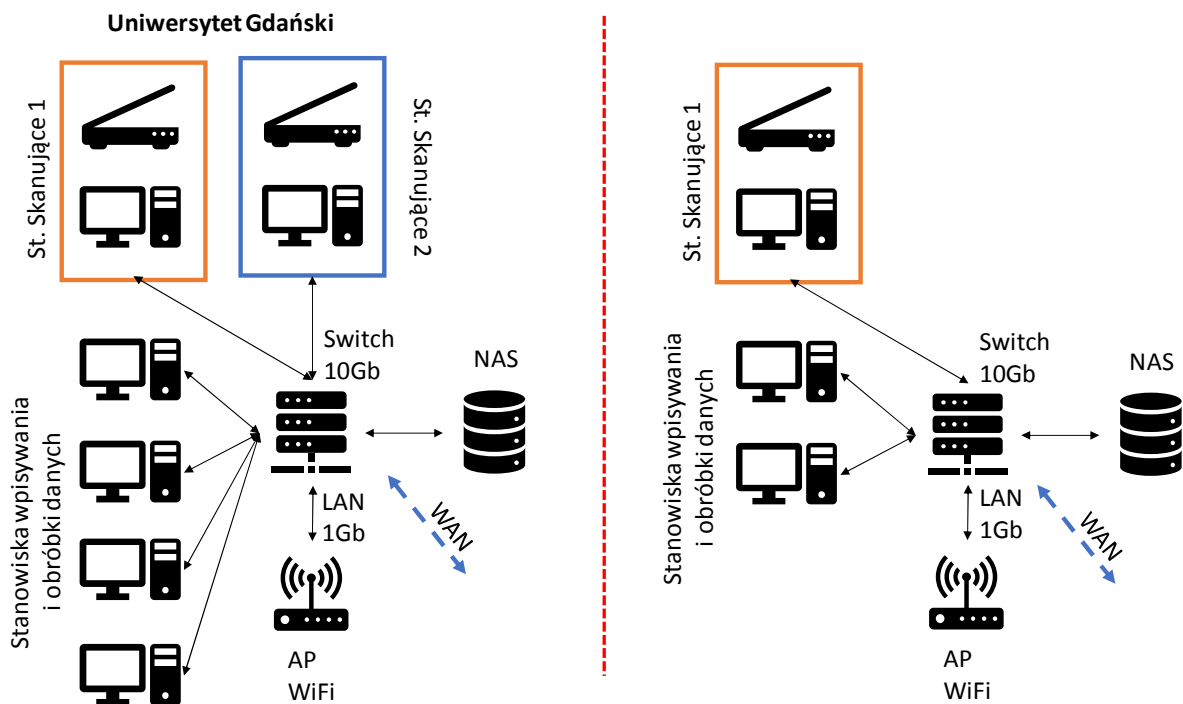 Uniwersytet Gdański
St. Skanujące 1
St. Skanujące 2
Switch
10Gb
NAS
Stanowiska wpisywania
i obróbki danych
LAN
1Gb
WAN
AP
WiFi
St. Skanujące 1
Switch
10Gb
NAS
Stanowiska wpisywania
i obróbki danych
LAN
1Gb
WAN
AP
WiFi